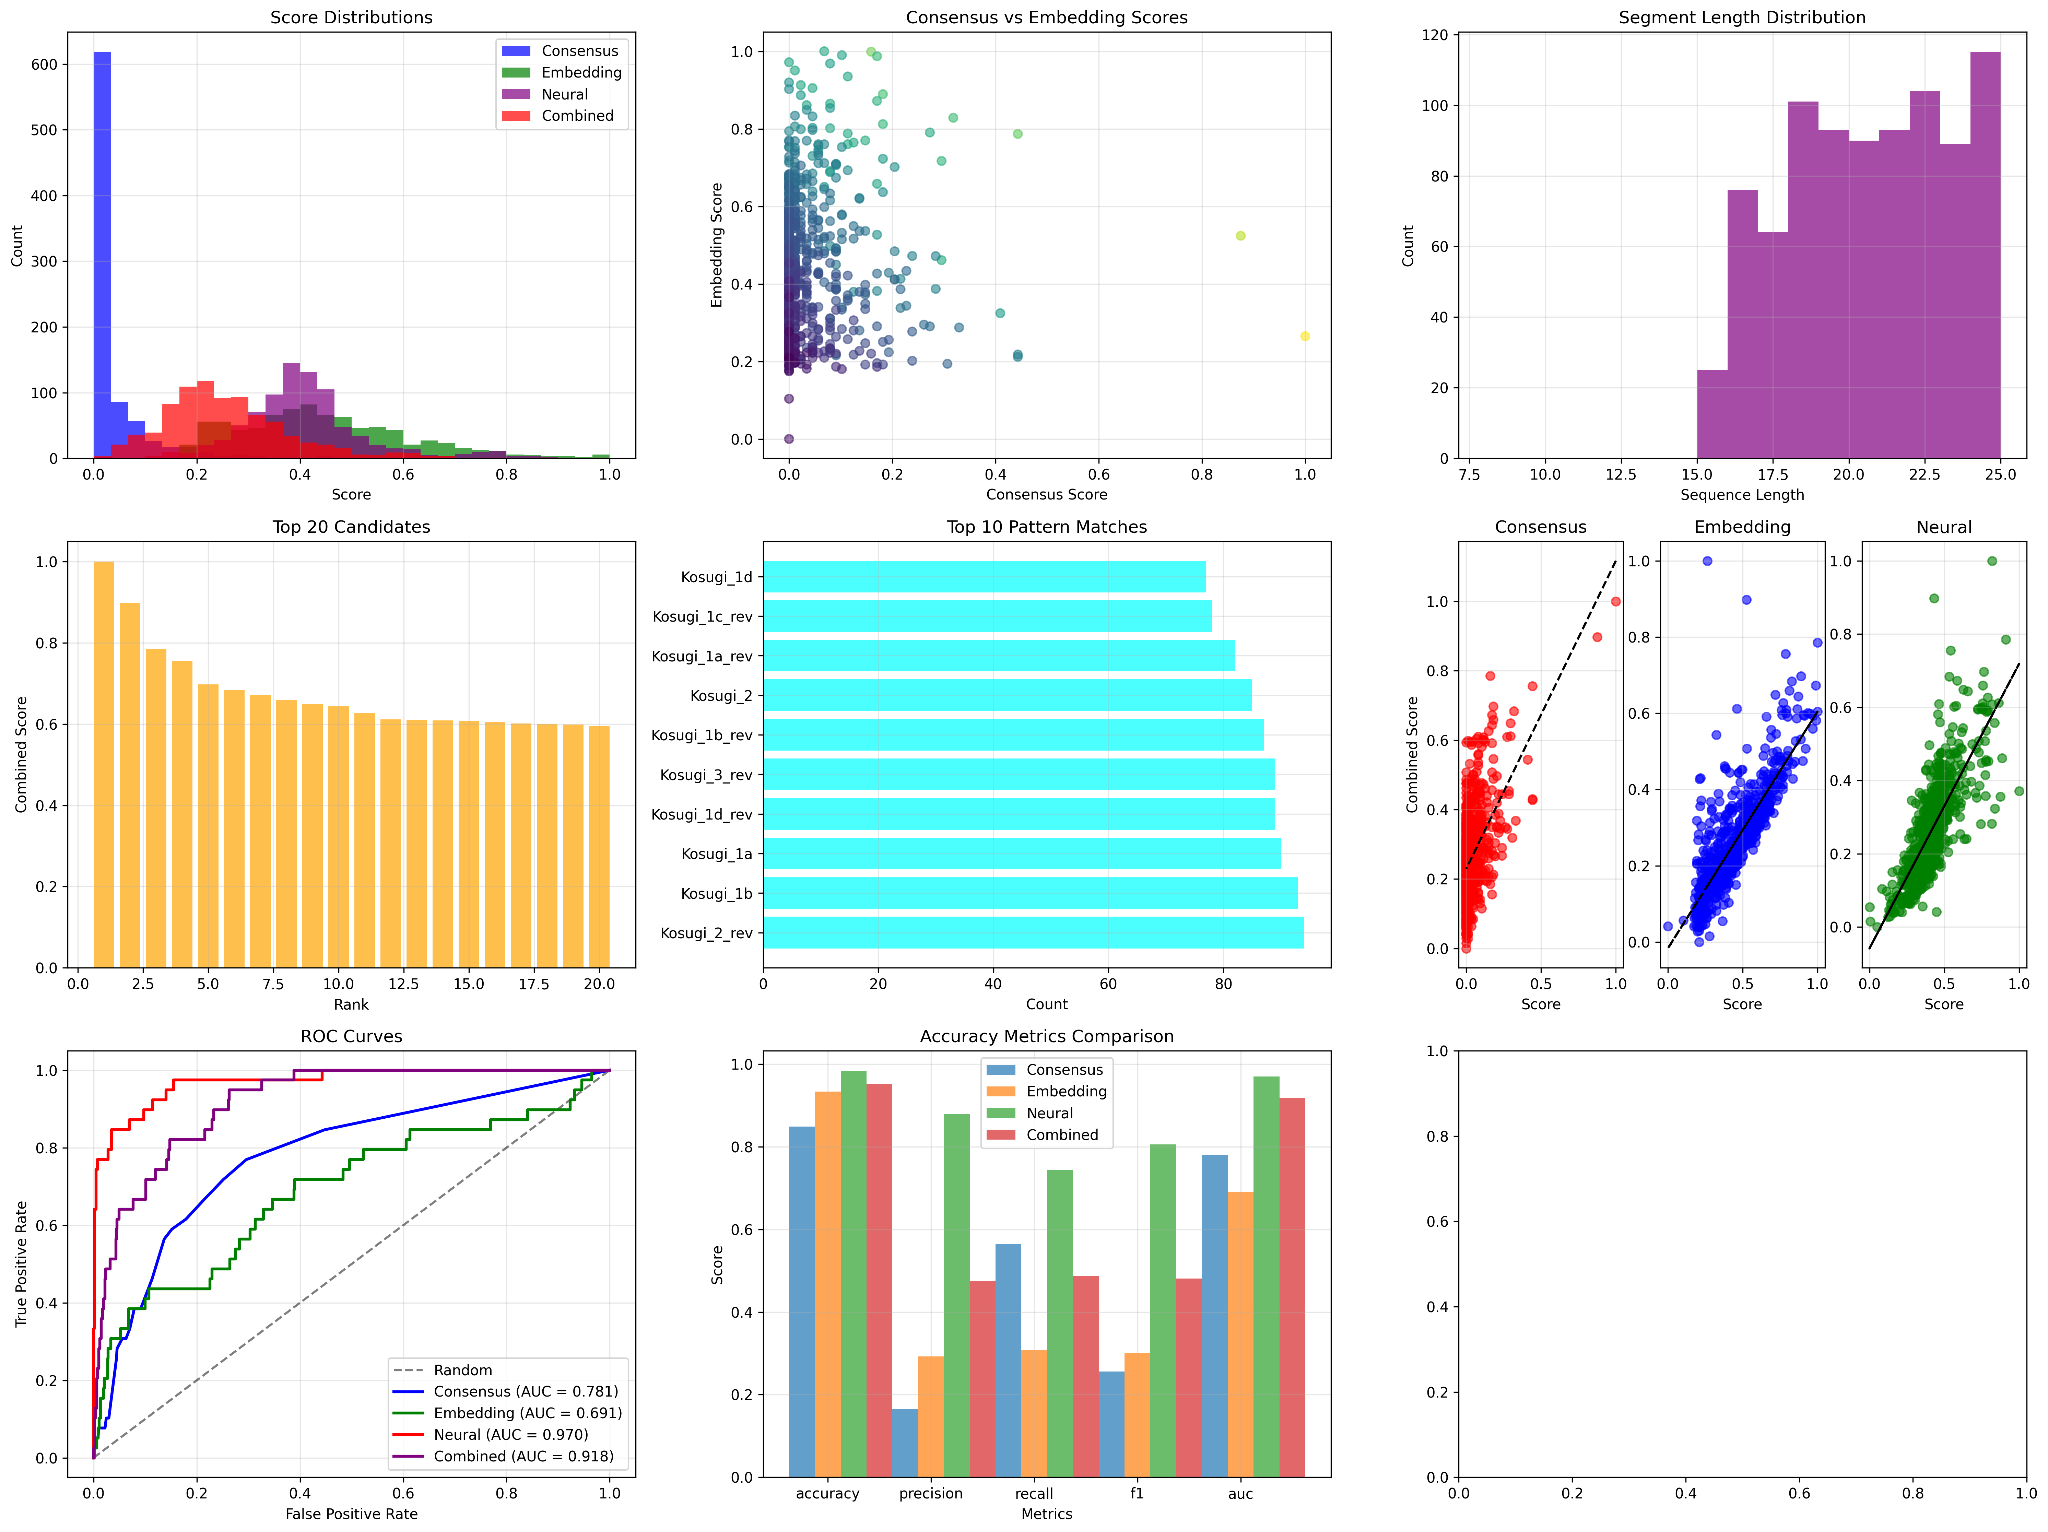 Score Distributions
Count
600
500
400
300
200
100
0
Consensus
Embedding
Neural
Combined
0.0 0.2 0.4 0.6 0.8 1.0
Score
Consensus vs Embedding Scores
Embedding Score
1.0
0.8
0.6
0.4
0.2
0.0
0.0 0.2 0.4 0.6 0.8 1.0
Consensus Score
Segment Length Distribution
Count
120
100
80
60
40
20
0
7.5 10.0 12.5 15.0 17.5 20.0 22.5 25.0
Sequence Length
Top 20 Candidates
Combined Score
1.0
0.8
0.6
0.4
0.2
0.0
0.0 2.5 5.0 7.5 10.0 12.5 15.0 17.5 20.0
Rank
Top 10 Pattern Matches
Kosugi_1d
Kosugi_1c_rev
Kosugi_1a_rev
Kosugi_2
Kosugi_1b_rev
Kosugi_3_rev
Kosugi_1d_rev
Kosugi_1a
Kosugi_1b
Kosugi_2_rev
0 20 40 60 80
Count
Consensus
Combined Score
1.0
0.8
0.6
0.4
0.2
0.0
0.0 0.5 1.0
Score
Embedding
1.0
0.8
0.6
0.4
0.2
0.0
0.0 0.5 1.0
Score
Neural
1.0
0.8
0.6
0.4
0.2
0.0
0.0 0.5 1.0
Score
ROC Curves
True Positive Rate
1.0
0.8
0.6
0.4
0.2
0.0
Random
Consensus (AUC = 0.781)
Embedding (AUC = 0.691)
Neural (AUC = 0.970)
Combined (AUC = 0.918)
0.0 0.2 0.4 0.6 0.8 1.0
False Positive Rate
Accuracy Metrics Comparison
Score
1.0
0.8
0.6
0.4
0.2
0.0
Consensus
Embedding
Neural
Combined
accuracy precision recall f1 auc
Metrics
1.0
0.8
0.6
0.4
0.2
0.0
0.0 0.2 0.4 0.6 0.8 1.0